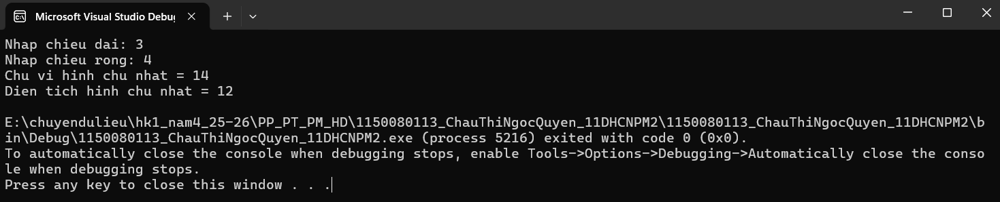 Microsoft Visual Studio Debu
Nhap chieu dai: 3
Nhap chieu rong: 4
Chu vi hinh chu nhat = 14
Dien tich hinh chu nhat = 12
E:\chuyendulieu\hk1_nam4_25-26\PP_PT_PM_HD\1150080113_ChauThiNgocQuyen_11DHCNPM2\1150080113_ChauThiNgocQuyen_11DHCNPM2\b
in\Debug\1150080113_ChauThiNgocQuyen_11DHCNPM2.exe (process 5216) exited with code 0 (0x0).
To automatically close the console when debugging stops, enable Tools->Options->Debugging->Automatically close the conso
le when debugging stops.
Press any key to close this window . . .